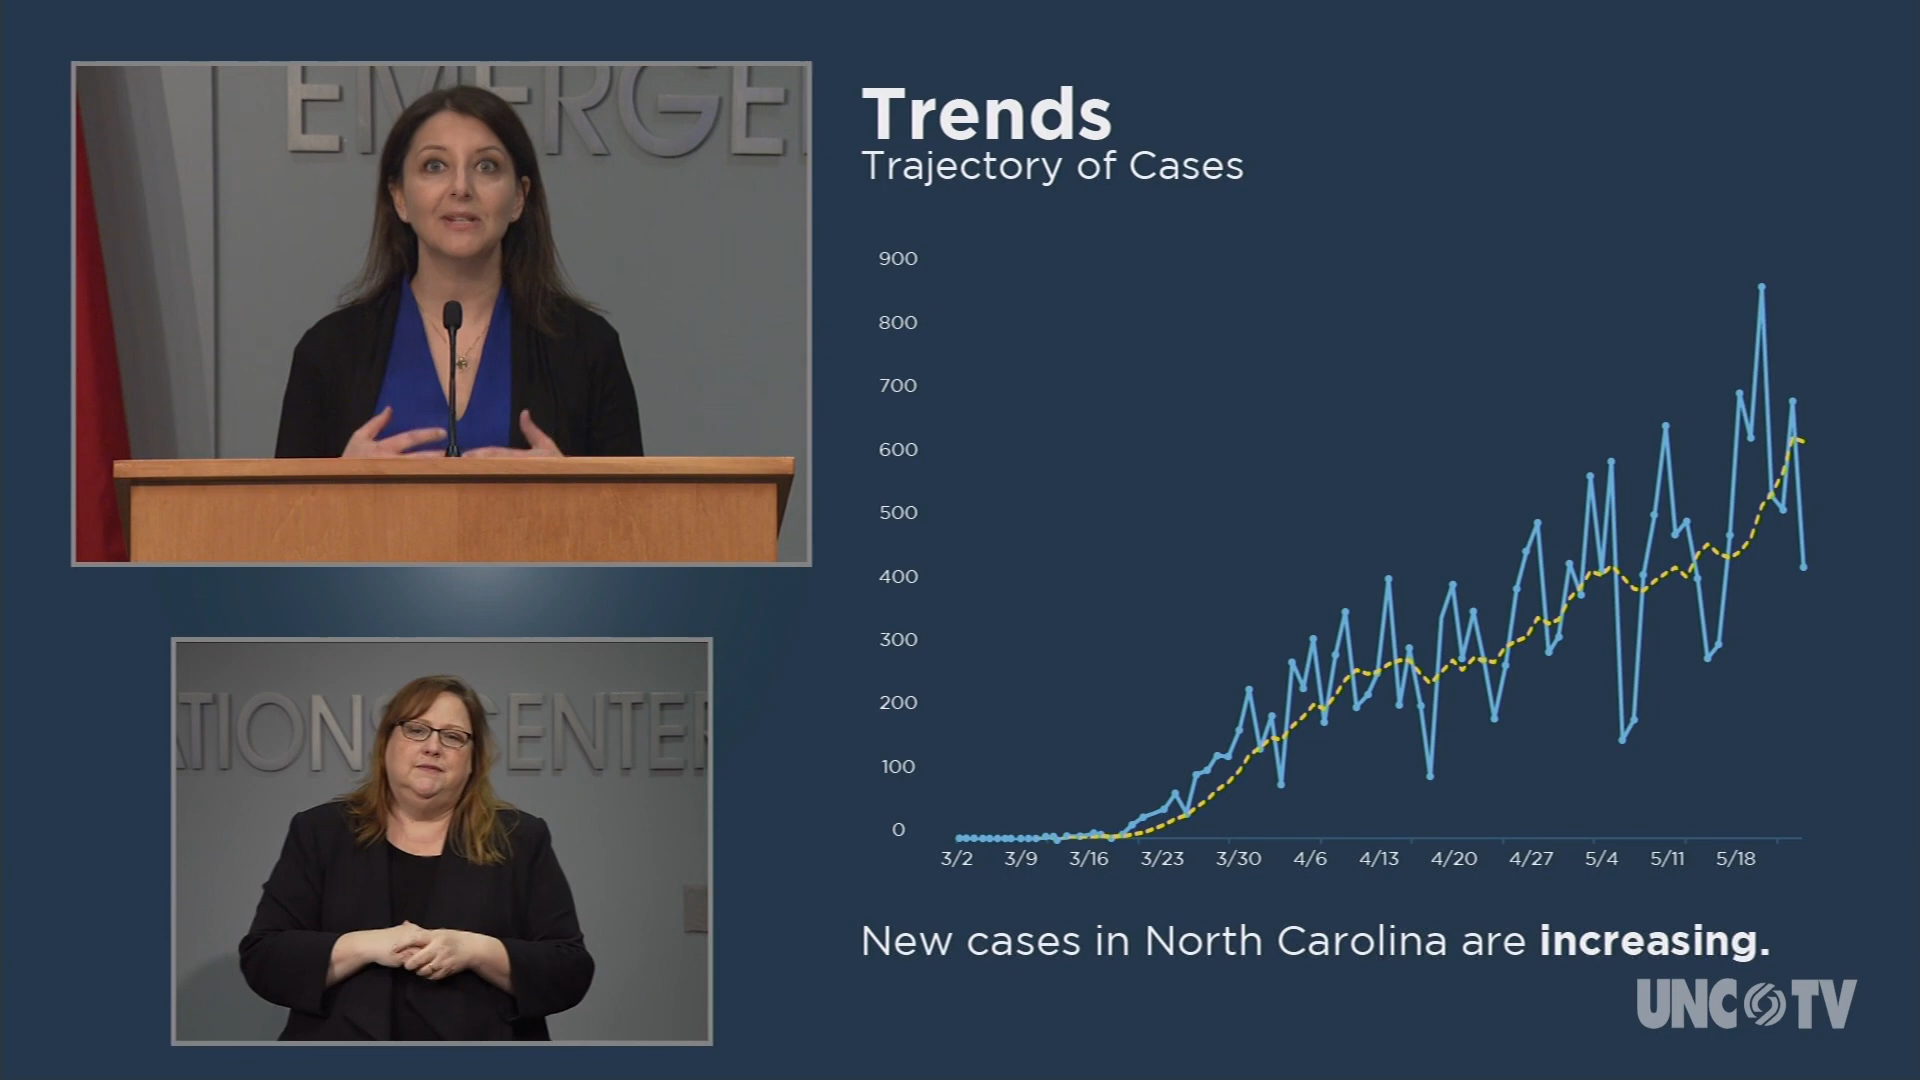 EMERGE
Trends
Trajectory of Cases
900
800
700
600
500
400
300
200
100
0
3/2 3/9 3/16 3/23 3/30 4/6 4/13 4/20 4/27 5/4 5/11 5/18
ATIONS CENTER
New cases in North Carolina are increasing.
UNC TV